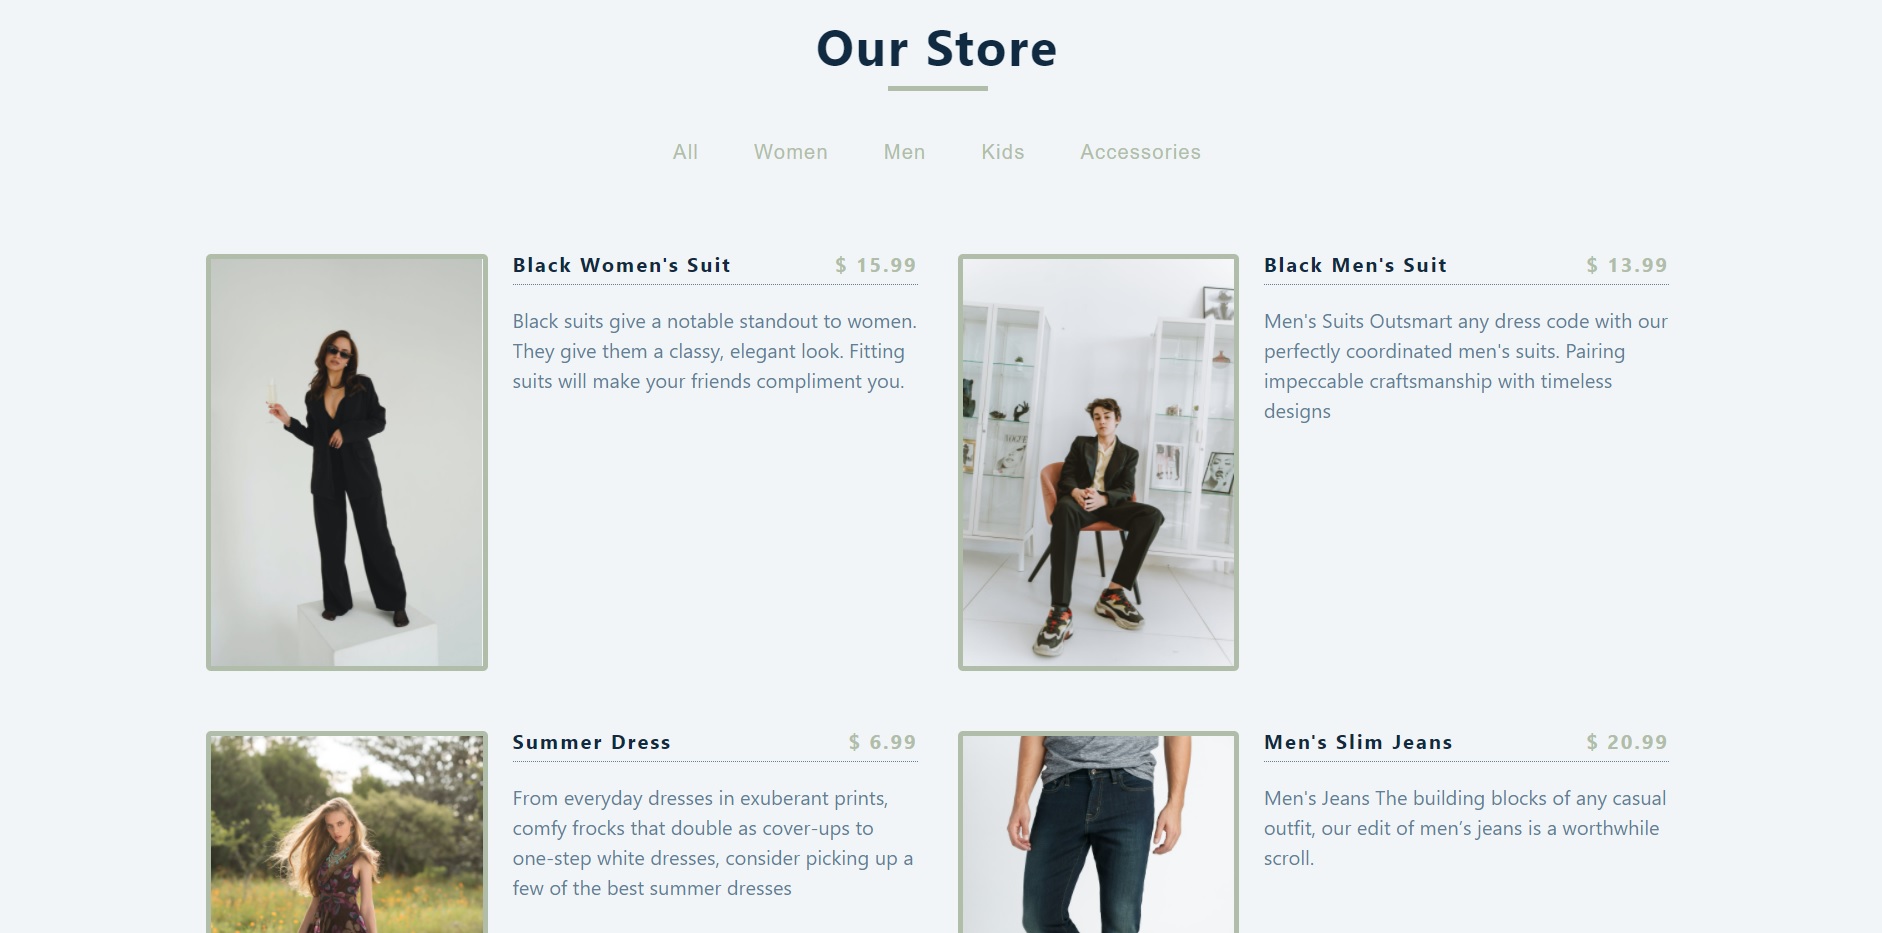 Our Store
All Women Men Kids Accessories
Black Women's Suit $ 15.99
Black suits give a notable standout to women.
They give them a classy, elegant look. Fitting
suits will make your friends compliment you.
VOGUE
Black Men's Suit $ 13.99
Men's Suits Outsmart any dress code with our
perfectly coordinated men's suits. Pairing
impeccable craftsmanship with timeless
designs
Summer Dress $ 6.99
From everyday dresses in exuberant prints,
comfy frocks that double as cover-ups to
one-step white dresses, consider picking up a
few of the best summer dresses
Men's Slim Jeans $ 20.99
Men's Jeans The building blocks of any casual
outfit, our edit of men’s jeans is a worthwhile
scroll.